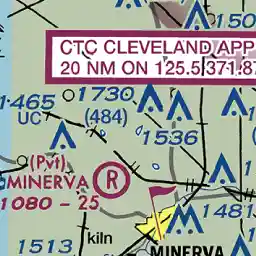 150
CTC CLEVELAND APP
20 NM ON 125.5 371.87
1465
1730
UC
(484)
1536
(Pvt)
MINERVA
R
1080 - 25
1481
1513
kiln
MINERVA